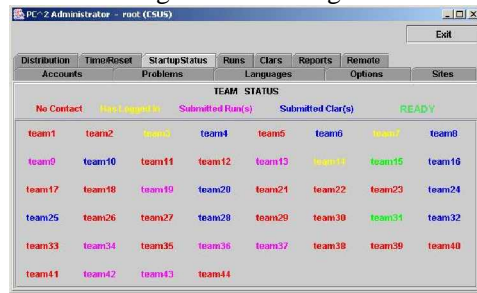 PC^2 Administrator - root (CSUS)
Exit
Distribution Time/Reset StartupStatus Runs Clars Reports Remote
Accounts Problems Languages Options Sites
TEAM STATUS
No Contact Has Logged In Submitted Run(s) Submitted Clar(s) READY
team1 team2 team3 team4 team5 team6 team7 team8
team9 team10 team11 team12 team13 team14 team15 team16
team17 team18 team19 team20 team21 team22 team23 team24
team25 team26 team27 team28 team29 team30 team31 team32
team33 team34 team35 team36 team37 team38 team39 team40
team41 team42 team43 team44